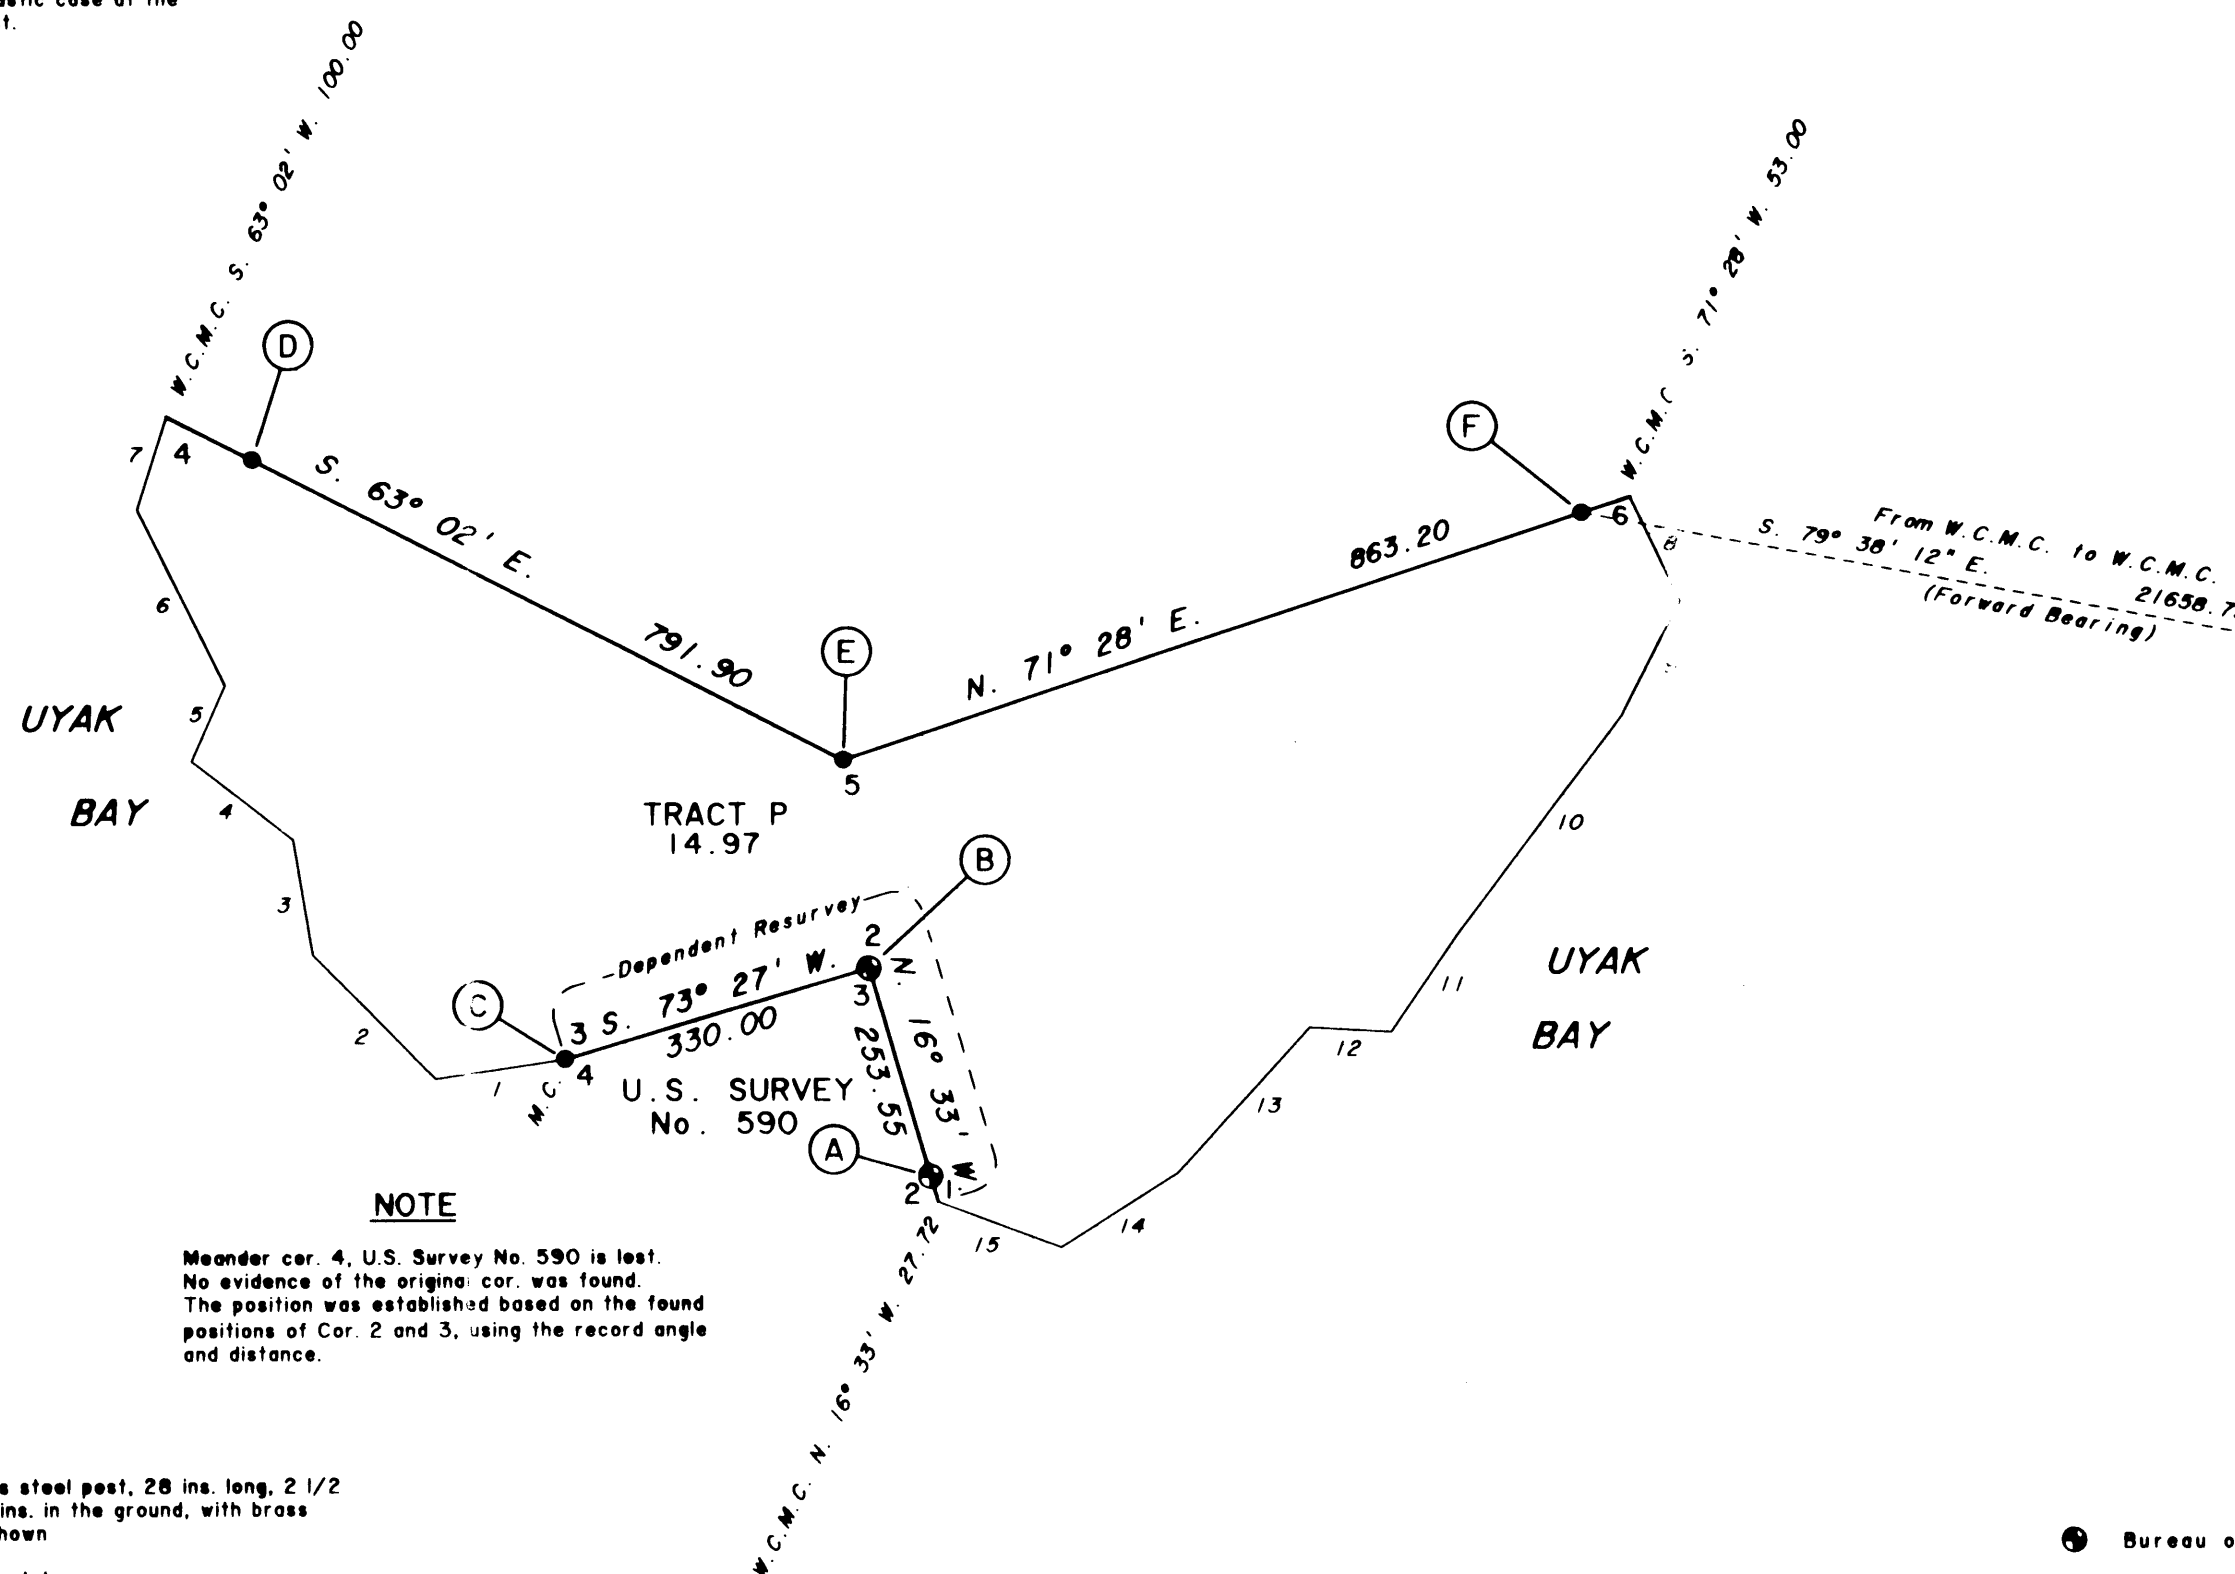 t.
W.C.M.C. S. 63° 02' W. 100.00
W.C.M.C. S. 71° 28' W. 53.00
D
F
7
4
S. 63° 02' E.
791.90
6
8
From W.C.M.C. to W.C.M.C.
S. 79° 38' 12" E.
21658.7
(Forward Bearing)
863.20
N. 71° 28' E.
E
5
6
5
UYAK
BAY
4
3
2
1
TRACT P
14.97
B
10
11
12
13
14
15
UYAK
BAY
Dependent Resurvey
2
3
S. 73° 27' W.
330.00
N. 16° 33' W.
253.55
C
3
4
M.C.
U.S. SURVEY
No. 590
A
2
1
W.C.M.C. N. 16° 33' W. 27.72
NOTE
Meander cor. 4, U.S. Survey No. 590 is lost.
No evidence of the original cor. was found.
The position was established based on the found
positions of Cor. 2 and 3, using the record angle
and distance.
s steel post, 28 ins. long, 2 1/2
ins. in the ground, with brass
hown
Bureau o